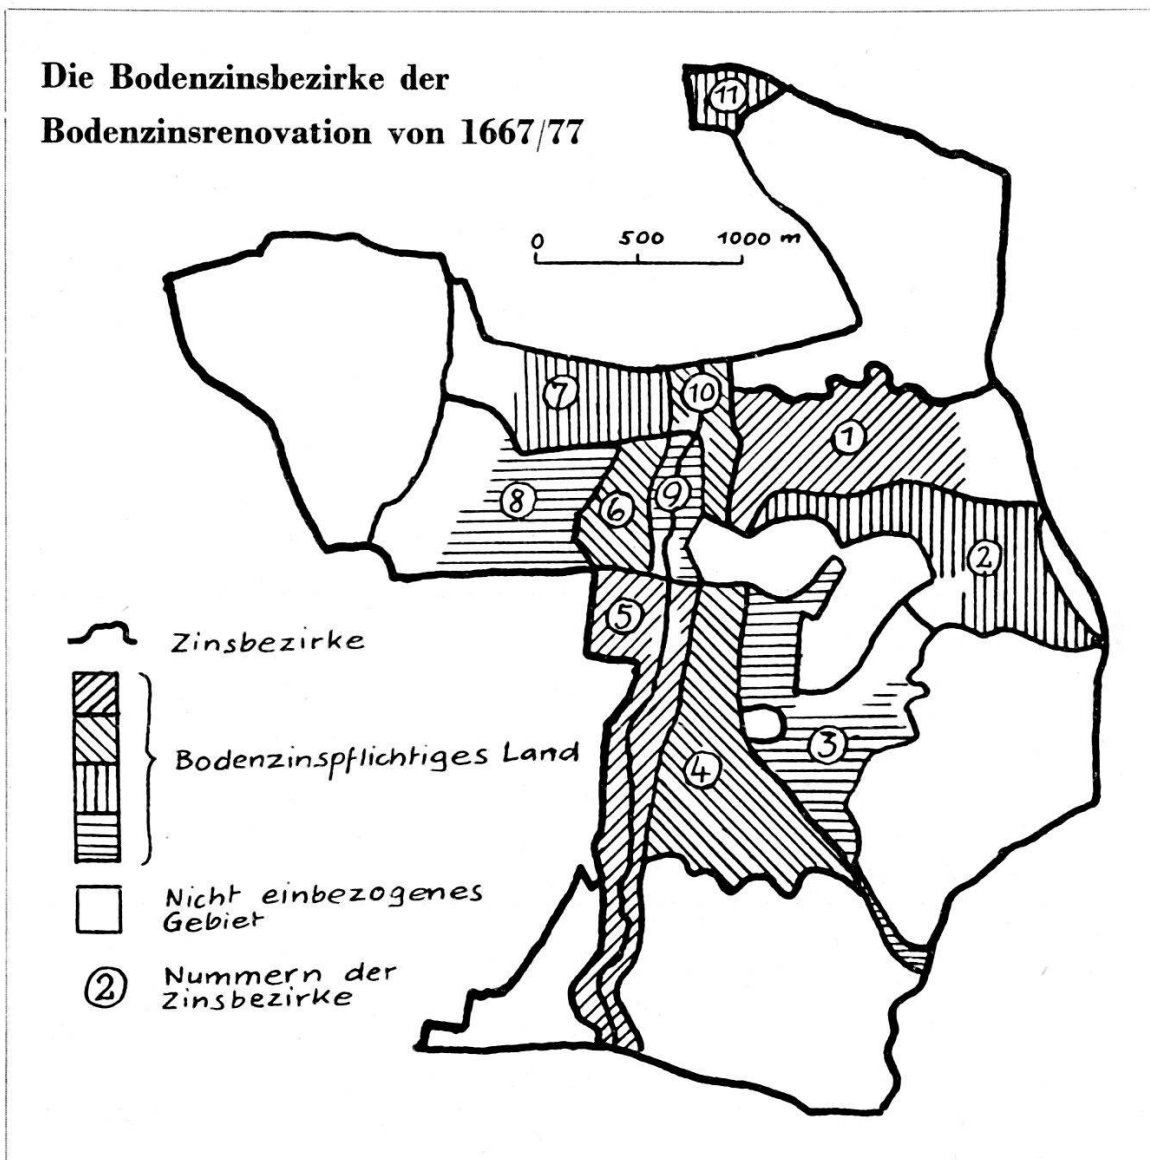 Die Bodenzinsbezirke der
Bodenzinsrenovation von 1667/77
11
0 500 1000 m
7
10
1
8
6
9
2
5
3
4
Zinsbezirke
Bodenzinspflichtiges Land
Nicht einbezogenes
Gebiet
2 Nummern der
Zinsbezirke